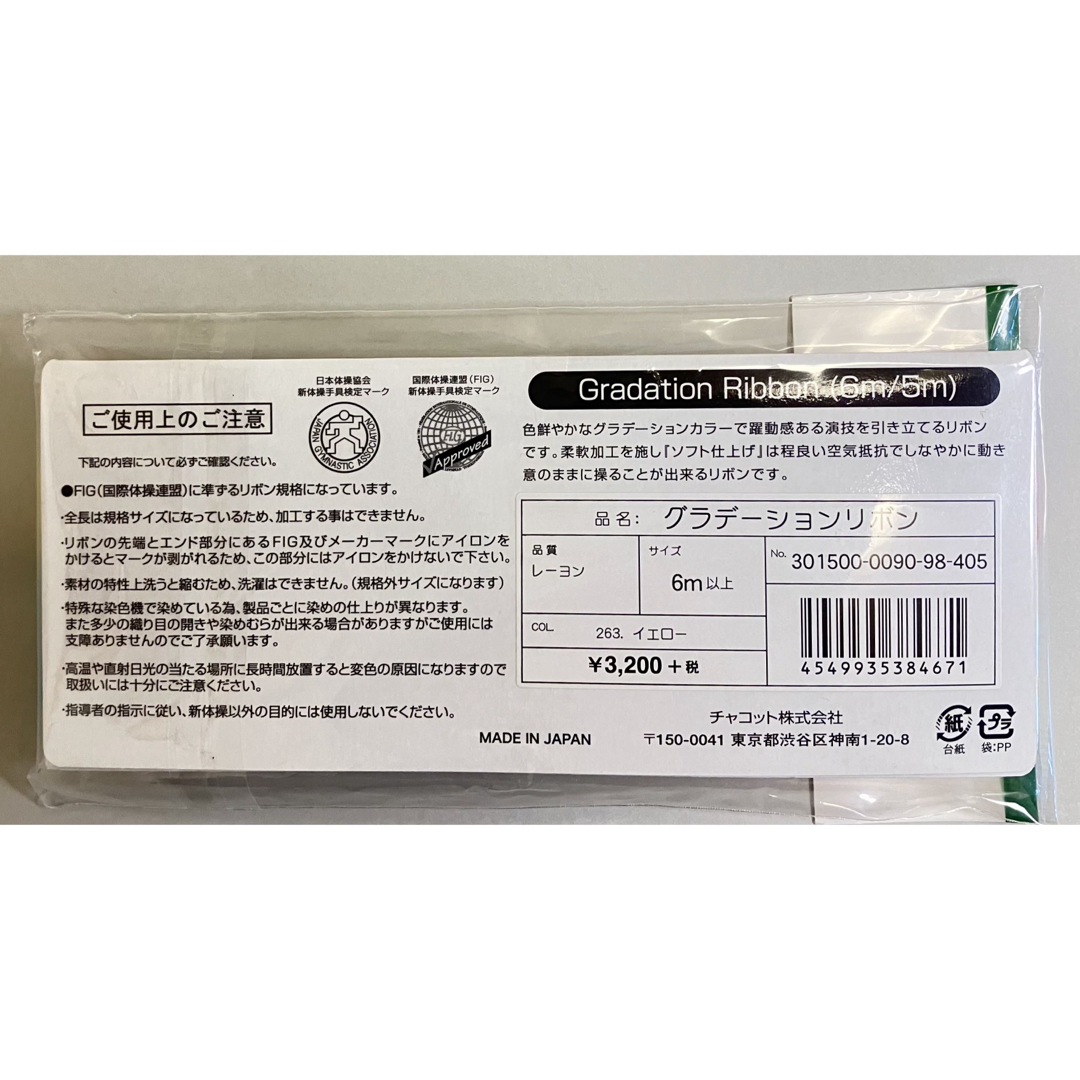 ご使用上のご注意
日本体操協会
新体操手具検定マーク
JAPAN GYMNASTIC ASSOCIATION
国際体操連盟(FIG)
新体操手具検定マーク
F.I.G
Approved
下記の内容について必ずご確認ください。
●FIG(国際体操連盟)に準ずるリボン規格になっています。
・全長は規格サイズになっているため、加工する事はできません。
・リボンの先端とエンド部分にあるFIG及びメーカーマークにアイロンを
かけるとマークが剥がれるため、この部分にはアイロンをかけないで下さい。
・素材の特性上洗うと縮むため、洗濯はできません。(規格外サイズになります)
・特殊な染色機で染めている為、製品ごとに染めの仕上りが異なります。
また多少の織り目の開きや染めむらが出る場合がありますがご使用には
支障ありませんのでご了承願います。
・高温や直射日光の当たる場所に長時間放置すると変色の原因になりますので
取扱いには十分にご注意ください。
・指導者の指示に従い、新体操以外の目的には使用しないでください。
MADE IN JAPAN
Gradation Ribbon (6m/5m)
色鮮やかなグラデーションカラーで躍動感ある演技を引き立てるリボン
です。柔軟加工を施し「ソフト仕上げ」は程良い空気抵抗でしなやかに動き
意のままに操ることが出来るリボンです。
品名: グラデーションリボン
品質
レーヨン
サイズ
6m以上
No. 301500-0090-98-405
COL. 263. イエロー
¥3,200+税
4549935384671
チャコット株式会社
〒150-0041 東京都渋谷区神南1-20-8
紙
台紙
プラ
袋:PP